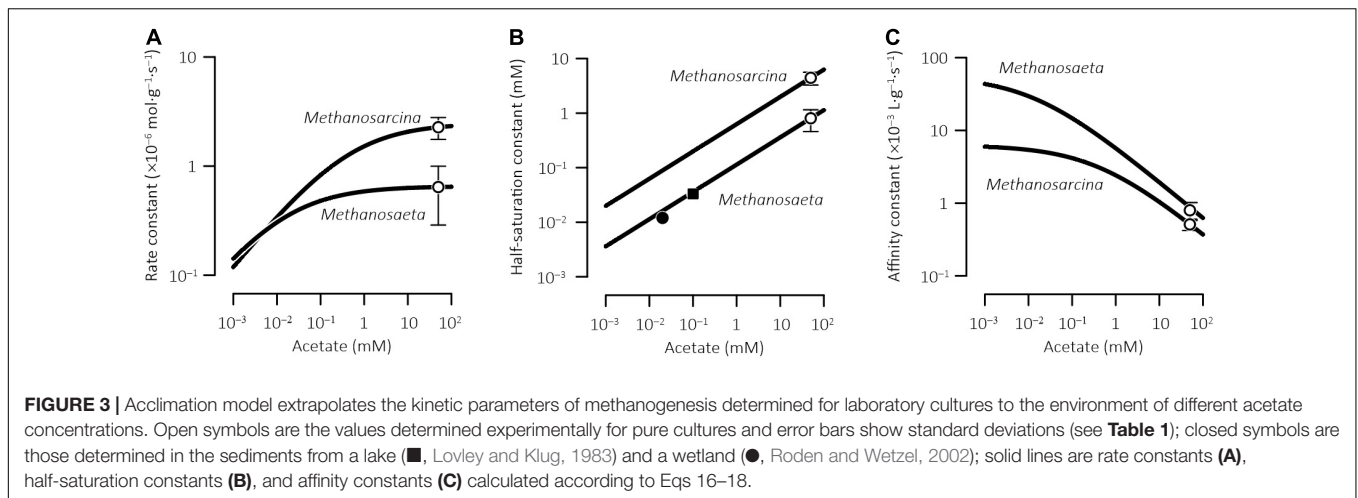 A
Rate constant (×10⁻⁶ mol·g⁻¹·s⁻¹)
10
1
10⁻¹
Methanosarcina
Methanosaeta
10⁻³ 10⁻² 10⁻¹ 1 10 10²
Acetate (mM)
B
Half-saturation constant (mM)
10
1
10⁻¹
10⁻²
10⁻³
Methanosarcina
Methanosaeta
10⁻³ 10⁻² 10⁻¹ 1 10 10²
Acetate (mM)
C
Affinity constant (×10⁻³ L·g⁻¹·s⁻¹)
100
10
1
10⁻¹
Methanosaeta
Methanosarcina
10⁻³ 10⁻² 10⁻¹ 1 10 10²
Acetate (mM)
FIGURE 3 | Acclimation model extrapolates the kinetic parameters of methanogenesis determined for laboratory cultures to the environment of different acetate
concentrations. Open symbols are the values determined experimentally for pure cultures and error bars show standard deviations (see Table 1); closed symbols are
those determined in the sediments from a lake (■, Lovley and Klug, 1983) and a wetland (●, Roden and Wetzel, 2002); solid lines are rate constants (A),
half-saturation constants (B), and affinity constants (C) calculated according to Eqs 16–18.